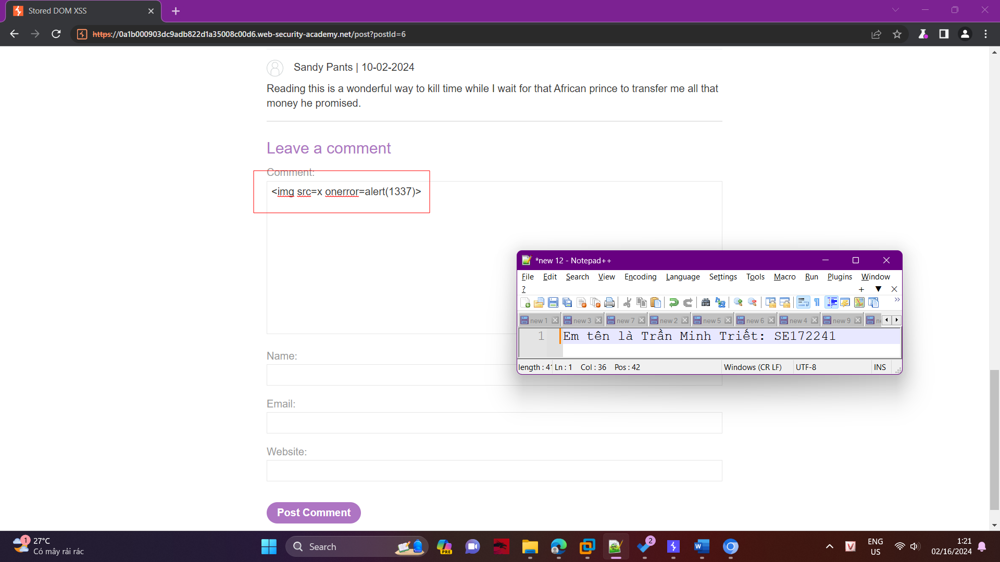 Stored DOM XSS
https://0a1b000903dc9adb822d1a35008c00d6.web-security-academy.net/post?postId=6
Sandy Pants | 10-02-2024
Reading this is a wonderful way to kill time while I wait for that African prince to transfer me all that
money he promised.
Leave a comment
Comment:
<img src=x onerror=alert(1337)>
*new 12 - Notepad++
File Edit Search View Encoding Language Settings Tools Macro Run Plugins Window
?
new 1 new 3 new 7 new 2 new 5 new 6 new 4 new 9
1 Em tên là Trần Minh Triết: SE172241
length : 41 Ln : 1 Col : 36 Pos : 42 Windows (CR LF) UTF-8 INS
Name:
Email:
Website:
Post Comment
1
27°C
Có mây rải rác
Search
PRE
2
ENG
US
1:21
02/16/2024